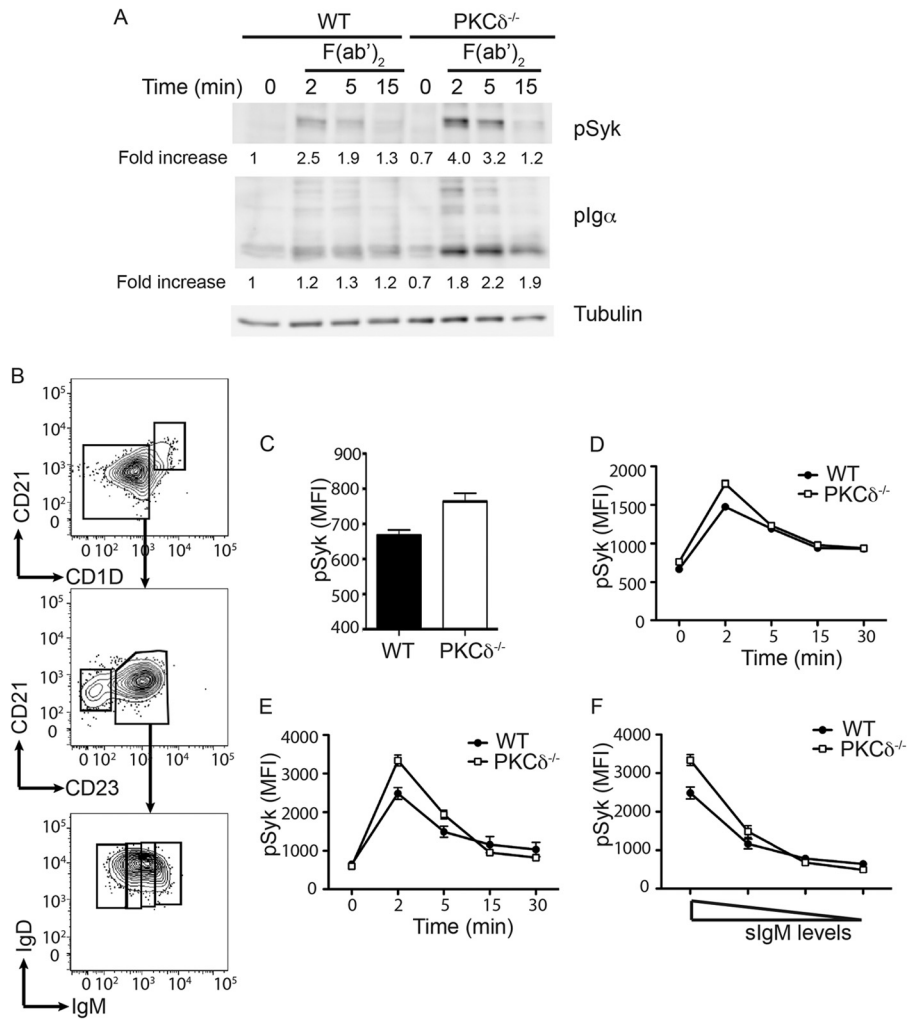 A
WT PKCδ-/-
F(ab')2 F(ab')2
Time (min) 0 2 5 15 0 2 5 15
pSyk
Fold increase 1 2.5 1.9 1.3 0.7 4.0 3.2 1.2
pIgα
Fold increase 1 1.2 1.3 1.2 0.7 1.8 2.2 1.9
Tubulin
B
CD21
10^5
10^4
10^3
10^2
0
0 10^2 10^3 10^4 10^5
CD1D
CD21
10^5
10^4
10^3
10^2
0
0 10^2 10^3 10^4 10^5
CD23
IgD
10^5
10^4
10^3
10^2
0
0 10^2 10^3 10^4 10^5
IgM
C
pSyk (MFI)
900
800
700
600
500
400
WT PKCδ-/-
D
WT
PKCδ-/-
pSyk (MFI)
2000
1500
1000
500
0
0 2 5 15 30
Time (min)
E
WT
PKCδ-/-
pSyk (MFI)
4000
3000
2000
1000
0
0 2 5 15 30
Time (min)
F
WT
PKCδ-/-
pSyk (MFI)
4000
3000
2000
1000
0
sIgM levels